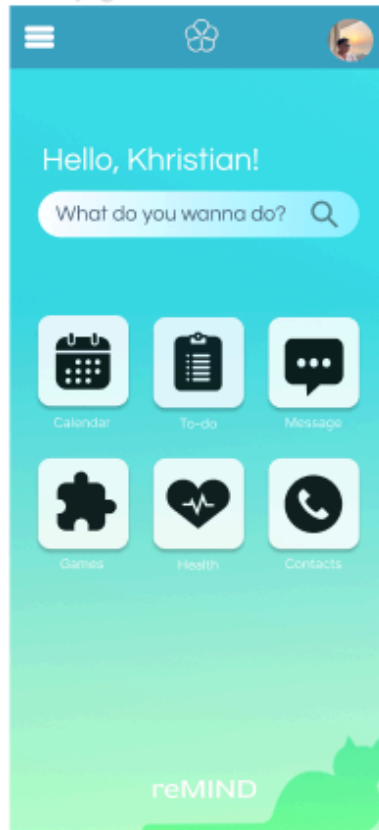 Hello, Khristian!
What do you wanna do?
Calendar To-do Message
Games Health Contacts
reMIND